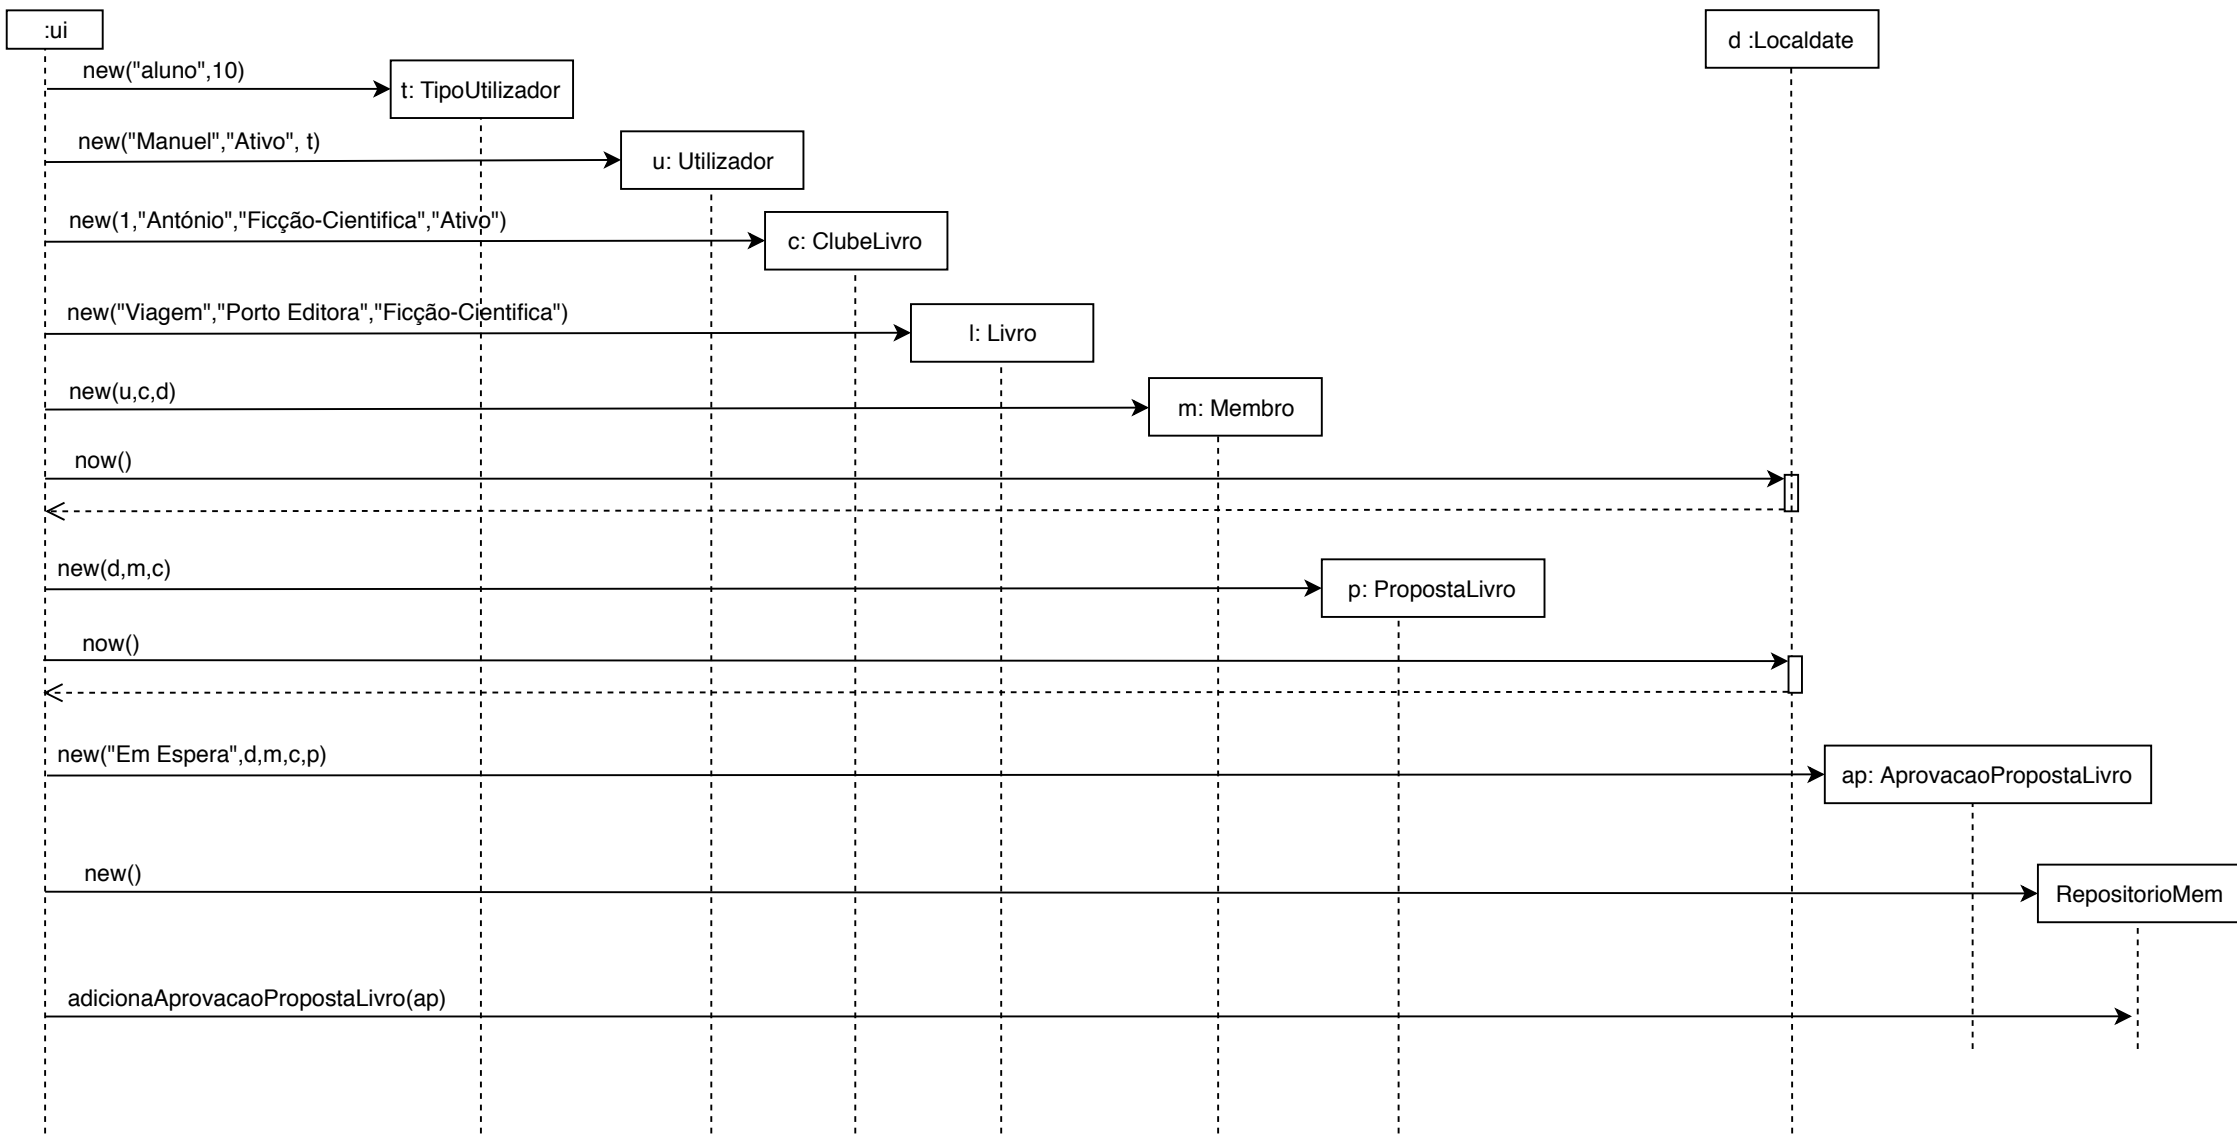 :ui
d :Localdate
new("aluno",10)
t: TipoUtilizador
new("Manuel","Ativo", t)
u: Utilizador
new(1,"António","Ficção-Cientifica","Ativo")
c: ClubeLivro
new("Viagem","Porto Editora","Ficção-Cientifica")
l: Livro
new(u,c,d)
m: Membro
now()
new(d,m,c)
p: PropostaLivro
now()
new("Em Espera",d,m,c,p)
ap: AprovacaoPropostaLivro
new()
RepositorioMem
adicionaAprovacaoPropostaLivro(ap)